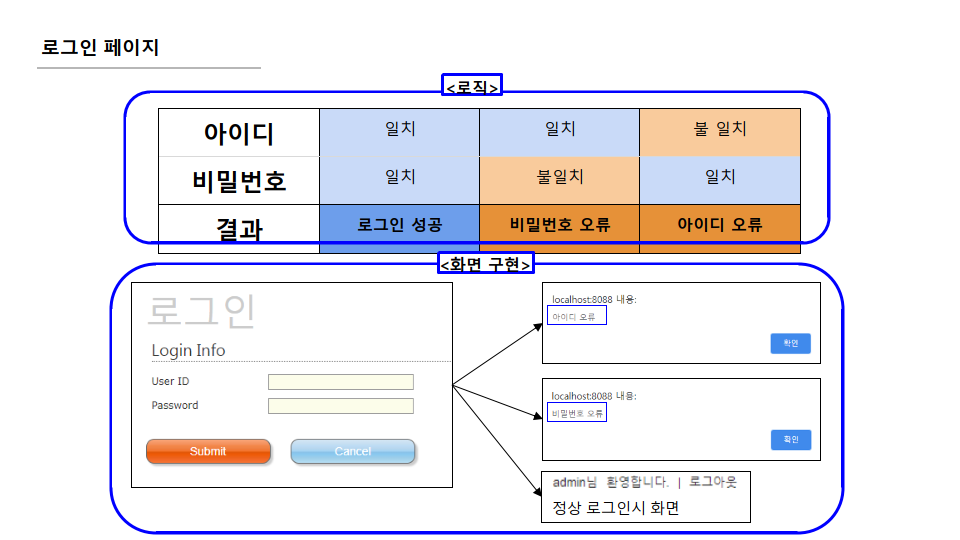 로그인 페이지
<로직>
아이디 일치 일치 불 일치
비밀번호 일치 불일치 일치
결과 로그인 성공 비밀번호 오류 아이디 오류
<화면 구현>
로그인
Login Info
User ID
Password
Submit Cancel
localhost:8088 내용:
아이디 오류
확인
localhost:8088 내용:
비밀번호 오류
확인
admin님 환영합니다. | 로그아웃
정상 로그인시 화면